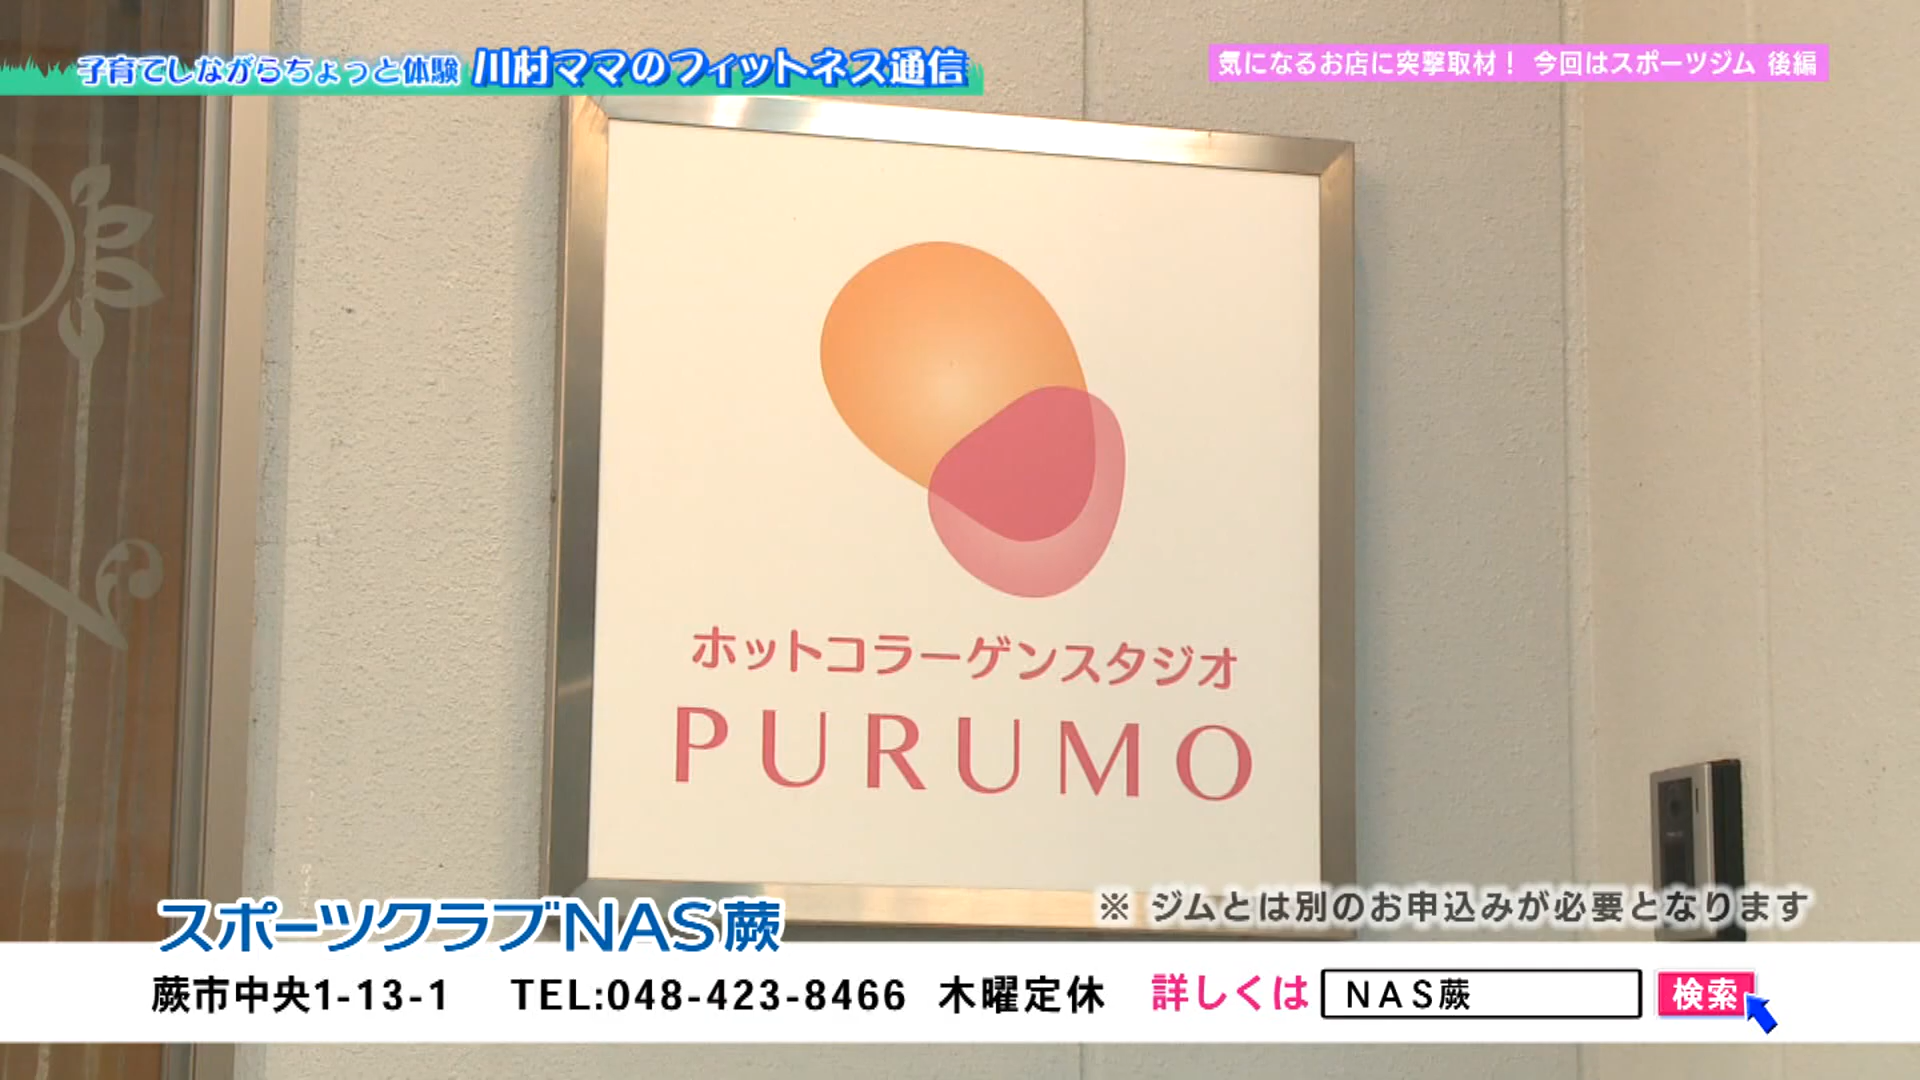 子育てしながらちょっと体験 川村ママのフィットネス通信
気になるお店に突撃取材! 今回はスポーツジム 後編
ホットコラーゲンスタジオ
PURUMO
スポーツクラブNAS蕨
※ ジムとは別のお申込みが必要となります
蕨市中央1-13-1 TEL:048-423-8466 木曜定休 詳しくは NAS蕨 検索